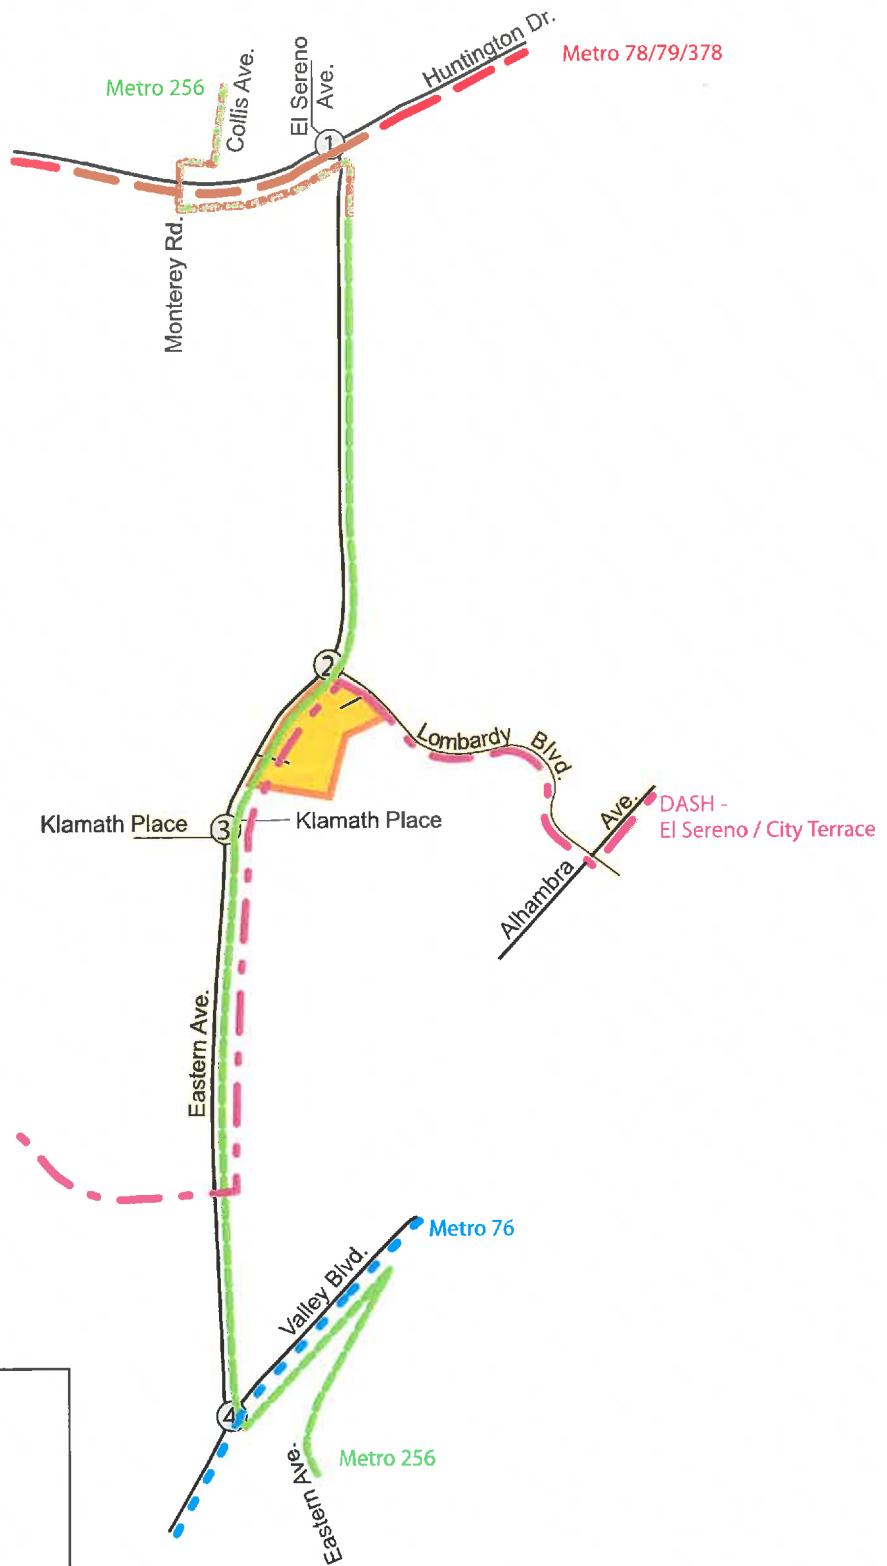 Huntington Dr.
Metro 78/79/378
El Sereno
Ave.
Collis Ave.
Metro 256
1
Monterey Rd.
2
Lombardy Blvd.
Klamath Place
3
Klamath Place
DASH -
El Sereno / City Terrace
Alhambra Ave.
Eastern Ave.
Metro 76
Valley Blvd.
4
Metro 256
Eastern Ave.